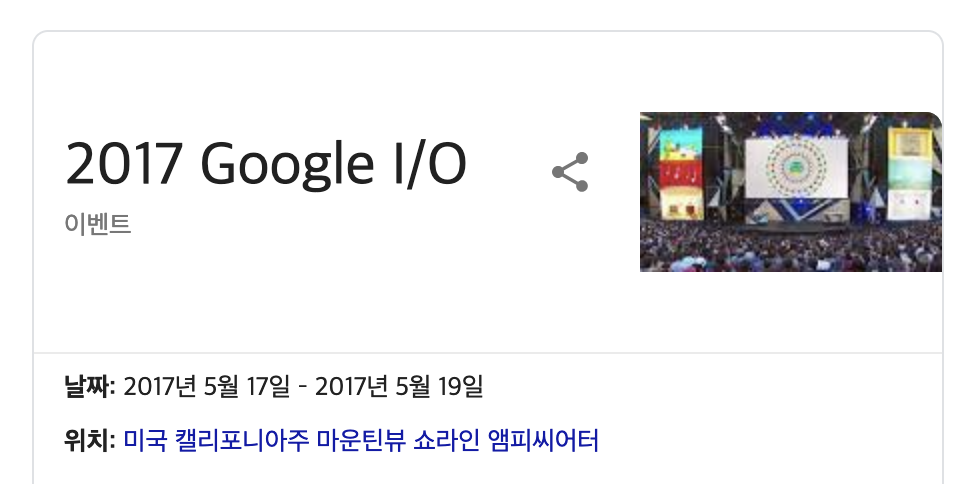 2017 Google I/O
이벤트
날짜: 2017년 5월 17일 - 2017년 5월 19일
위치: 미국 캘리포니아주 마운틴뷰 쇼라인 앰피씨어터